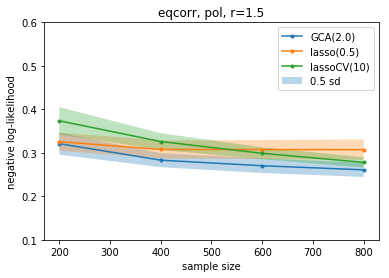 eqcorr, pol, r=1.5
negative log-likelihood
0.6
0.5
0.4
0.3
0.2
0.1
GCA(2.0)
lasso(0.5)
lassoCV(10)
0.5 sd
200 300 400 500 600 700 800
sample size